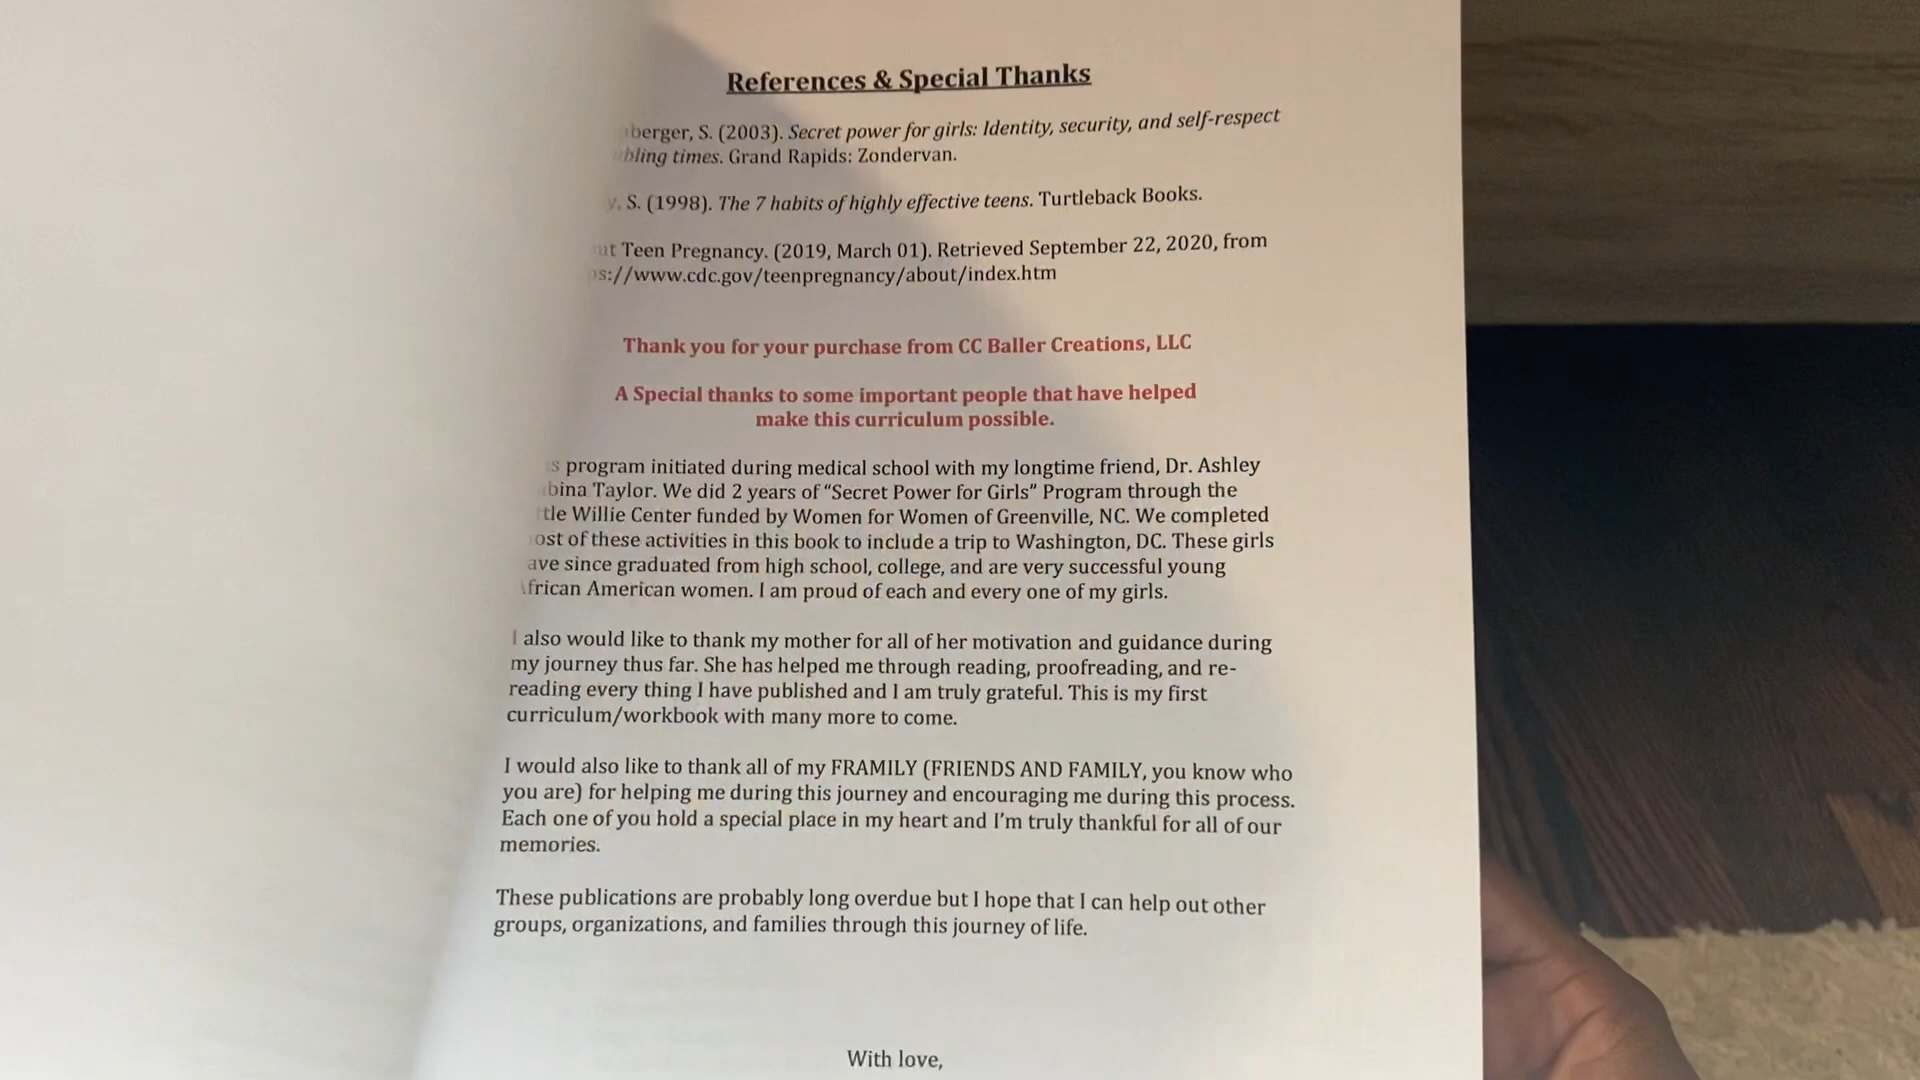 References & Special Thanks
berger, S. (2003). Secret power for girls: Identity, security, and self-respect
bling times. Grand Rapids: Zondervan.
S. (1998). The 7 habits of highly effective teens. Turtleback Books.
ut Teen Pregnancy. (2019, March 01). Retrieved September 22, 2020, from
s://www.cdc.gov/teenpregnancy/about/index.htm
Thank you for your purchase from CC Baller Creations, LLC
A Special thanks to some important people that have helped
make this curriculum possible.
s program initiated during medical school with my longtime friend, Dr. Ashley
bina Taylor. We did 2 years of “Secret Power for Girls” Program through the
tle Willie Center funded by Women for Women of Greenville, NC. We completed
ost of these activities in this book to include a trip to Washington, DC. These girls
ave since graduated from high school, college, and are very successful young
frican American women. I am proud of each and every one of my girls.
I also would like to thank my mother for all of her motivation and guidance during
my journey thus far. She has helped me through reading, proofreading, and re-
reading every thing I have published and I am truly grateful. This is my first
curriculum/workbook with many more to come.
I would also like to thank all of my FRAMILY (FRIENDS AND FAMILY, you know who
you are) for helping me during this journey and encouraging me during this process.
Each one of you hold a special place in my heart and I’m truly thankful for all of our
memories.
These publications are probably long overdue but I hope that I can help out other
groups, organizations, and families through this journey of life.
With love,